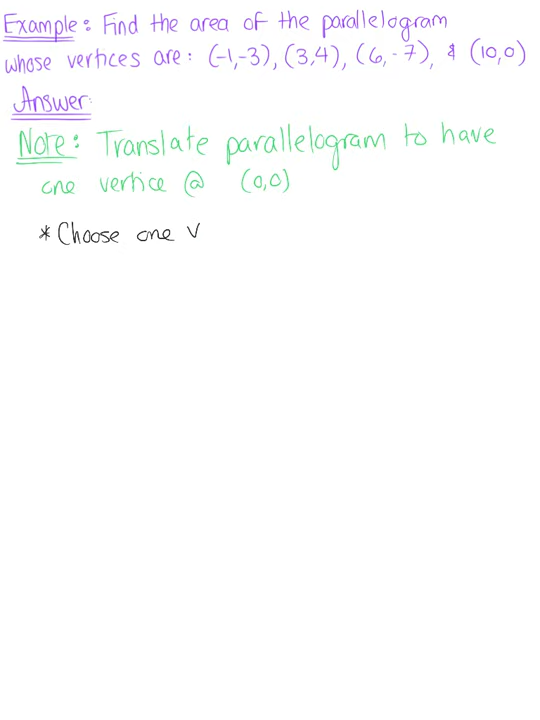 Example: Find the area of the parallelogram
whose vertices are: (-1,-3), (3,4), (6,-7), & (10,0)
Answer:
Note: Translate parallelogram to have
one vertice @ (0,0)
* Choose one v